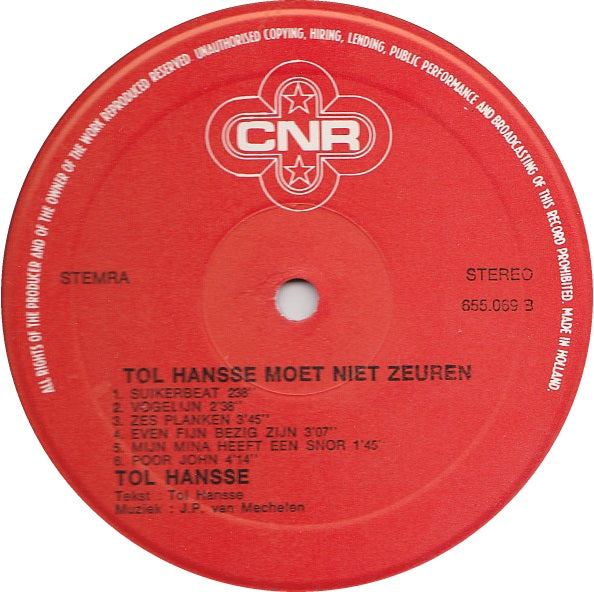 ALL RIGHTS OF THE PRODUCER AND OF THE OWNER OF THE WORK REPRODUCED RESERVED. UNAUTHORISED COPYING, HIRING, LENDING, PUBLIC PERFORMANCE AND BROADCASTING OF THIS RECORD PROHIBITED. MADE IN HOLLAND.
CNR
STEMRA
STEREO
655.069 B
TOL HANSSE MOET NIET ZEUREN
1. SUIKERBEAT 238'
2. VOGELIJN 2'38''
3. ZES PLANKEN 3'45''
4. EVEN FIJN BEZIG ZIJN 3'07''
5. MIJN MINA HEEFT EEN SNOR 1'45'
6. POOR JOHN 4'14''
TOL HANSSE
Tekst : Tol Hansse
Muziek : J.P. van Mechelen